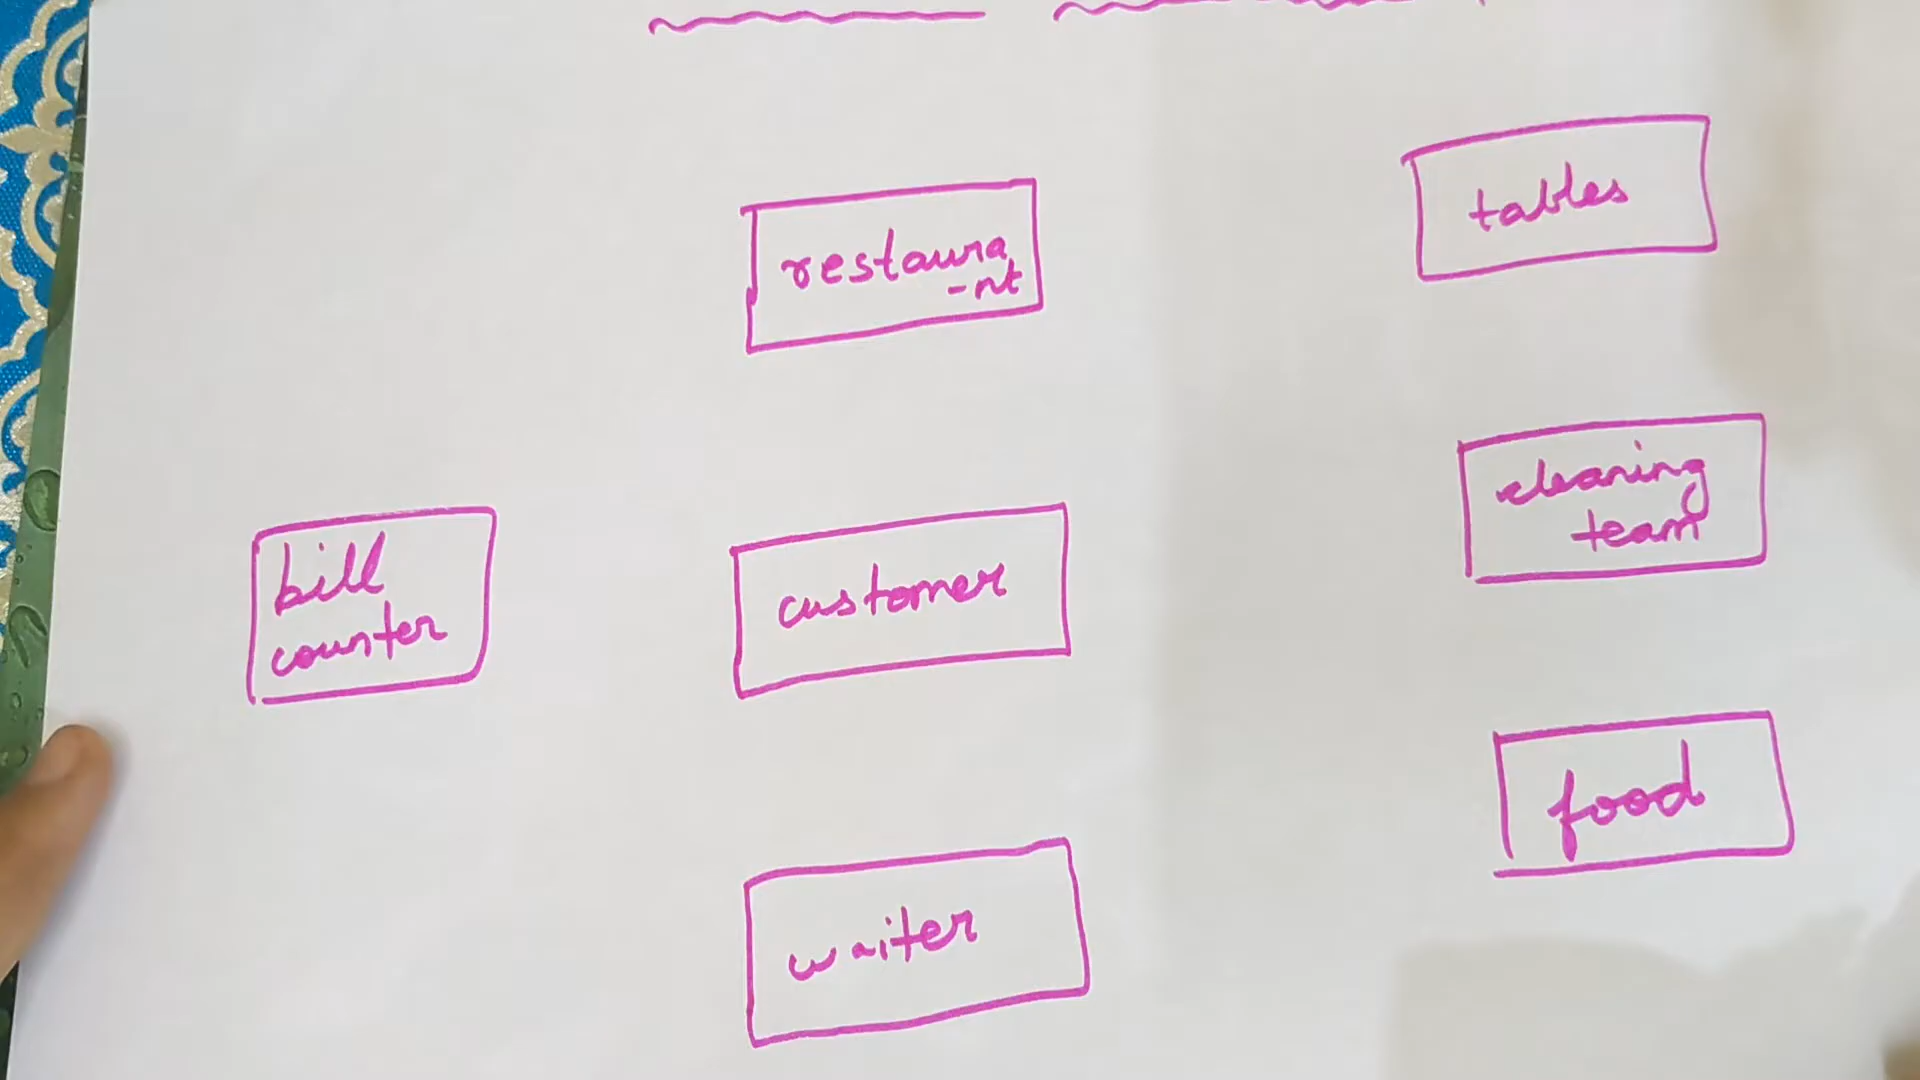 restaura
-nt
tables
cleaning
team
bill
counter
customer
food
waiter